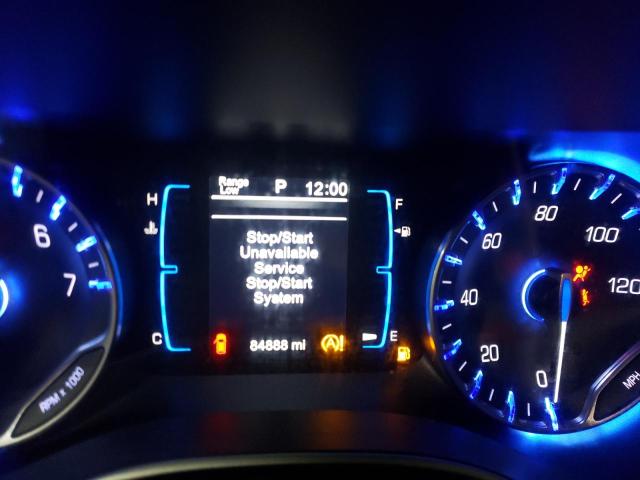 Range
Low
P
12:00
H
F
Stop/Start
Unavailable
Service
Stop/Start
System
C
E
84888 mi
A!
6
7
RPM x 1000
0
20
40
60
80
100
120
MPH